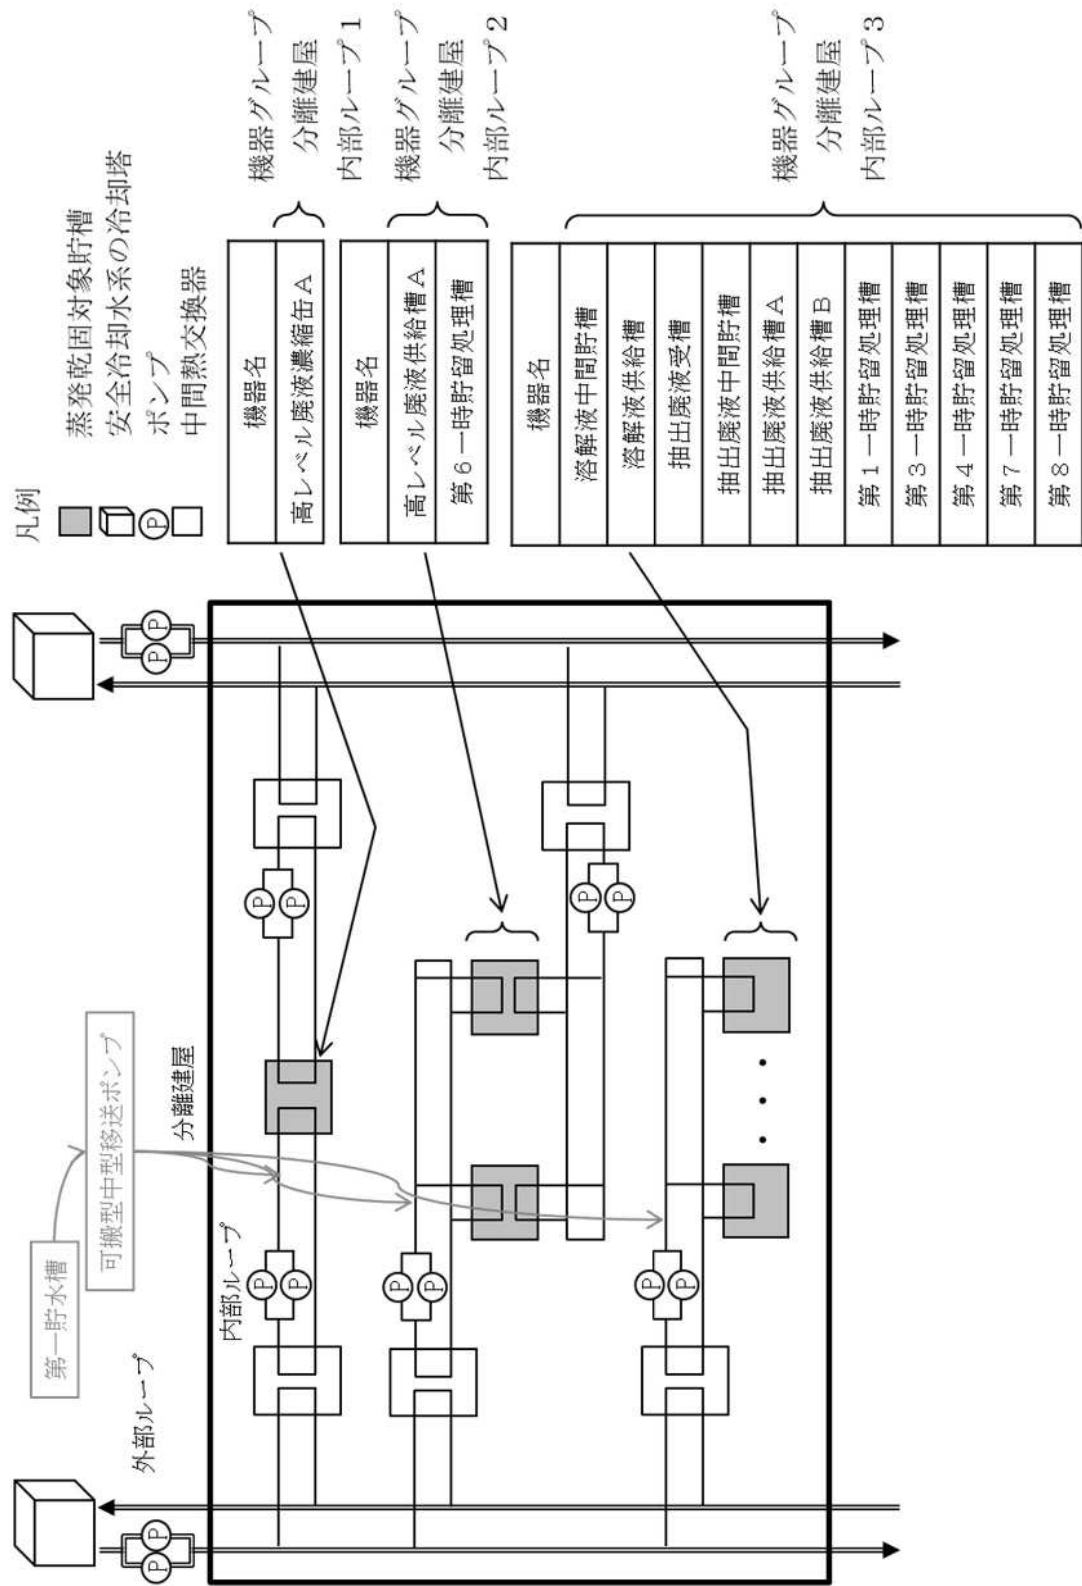 凡例
蒸発乾固対象貯槽
安全冷却水系の冷却塔
ポンプ
中間熱交換器
P
第一貯水槽
可搬型中型移送ポンプ
外部ループ
内部ループ
分離建屋
P
P
P
P
P
P
P
P
P
P
P
P
P
P
機器名
高レベル廃液濃縮缶A
機器グループ
分離建屋
内部ループ1
機器名
高レベル廃液供給槽A
第6一時貯留処理槽
機器グループ
分離建屋
内部ループ2
機器名
溶解液中間貯槽
溶解液供給槽
抽出廃液受槽
抽出廃液中間貯槽
抽出廃液供給槽A
抽出廃液供給槽B
第1一時貯留処理槽
第3一時貯留処理槽
第4一時貯留処理槽
第7一時貯留処理槽
第8一時貯留処理槽
機器グループ
分離建屋
内部ループ3